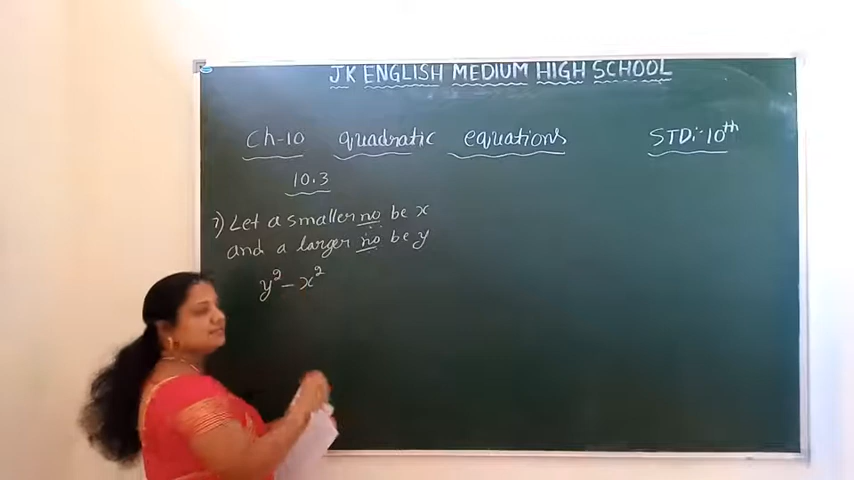 JK ENGLISH MEDIUM HIGH SCHOOL
Ch-10 quadratic equations STD:-10th
10.3
7) Let a smaller no be x
and a larger no be y
y² - x²